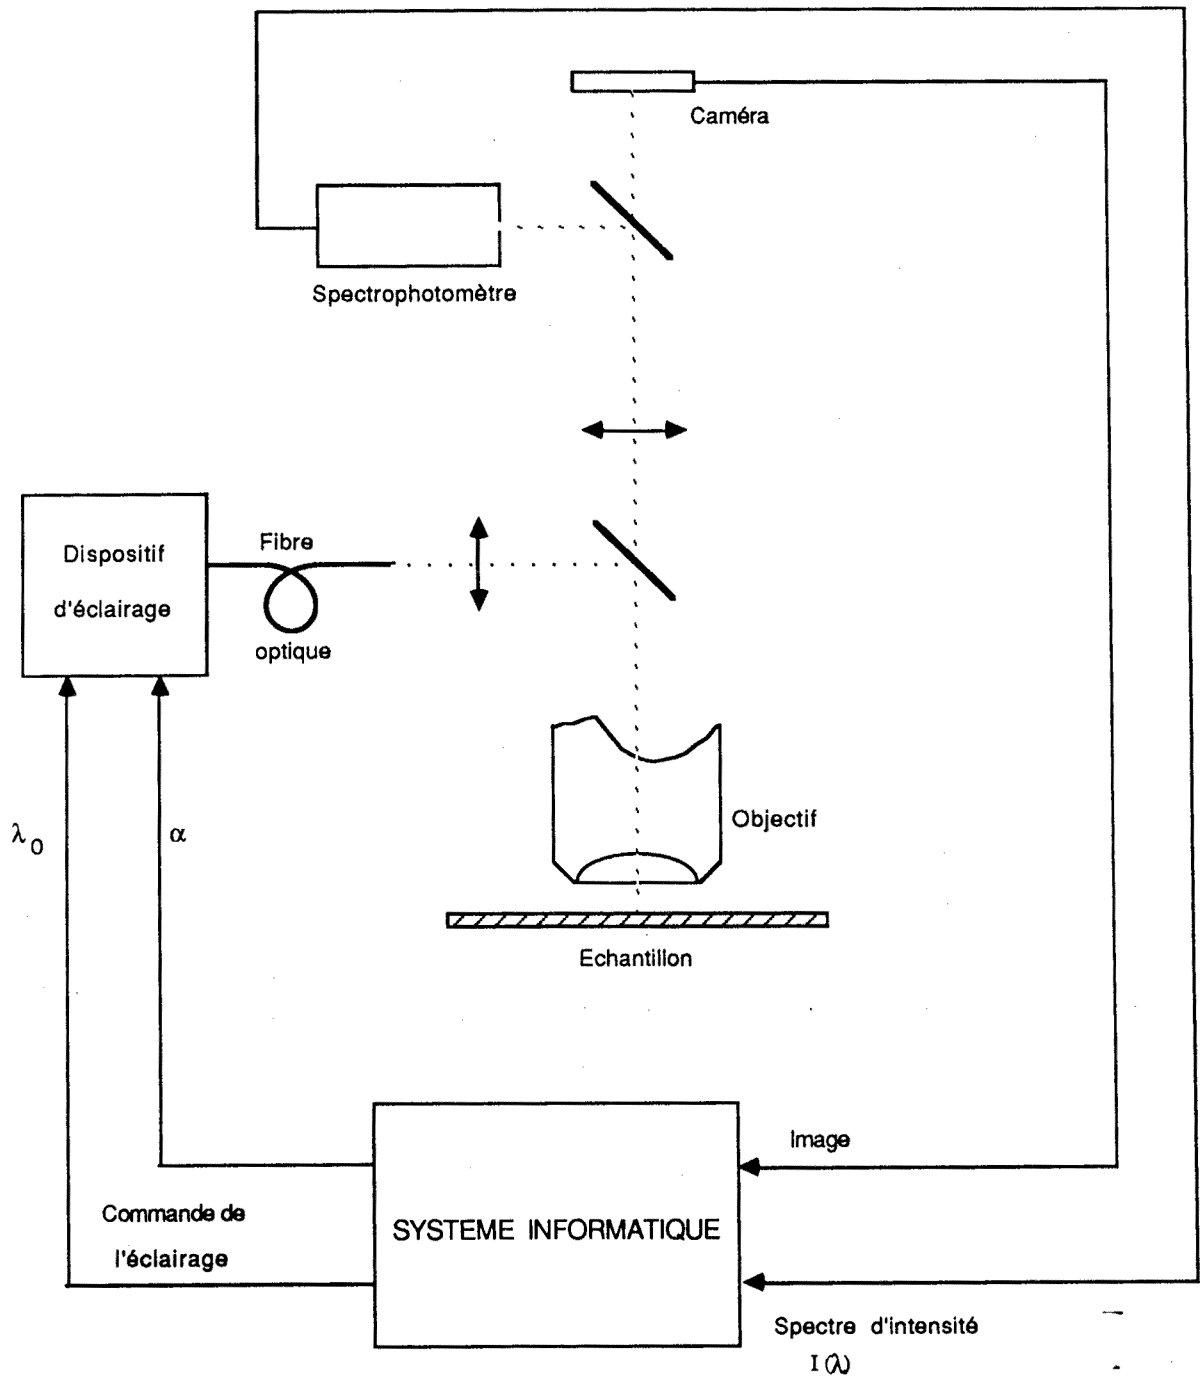 Caméra
Spectrophotomètre
Dispositif
d'éclairage
Fibre
optique
λ0
α
Objectif
Echantillon
Image
Commande de
l'éclairage
SYSTEME INFORMATIQUE
Spectre d'intensité
I(λ)